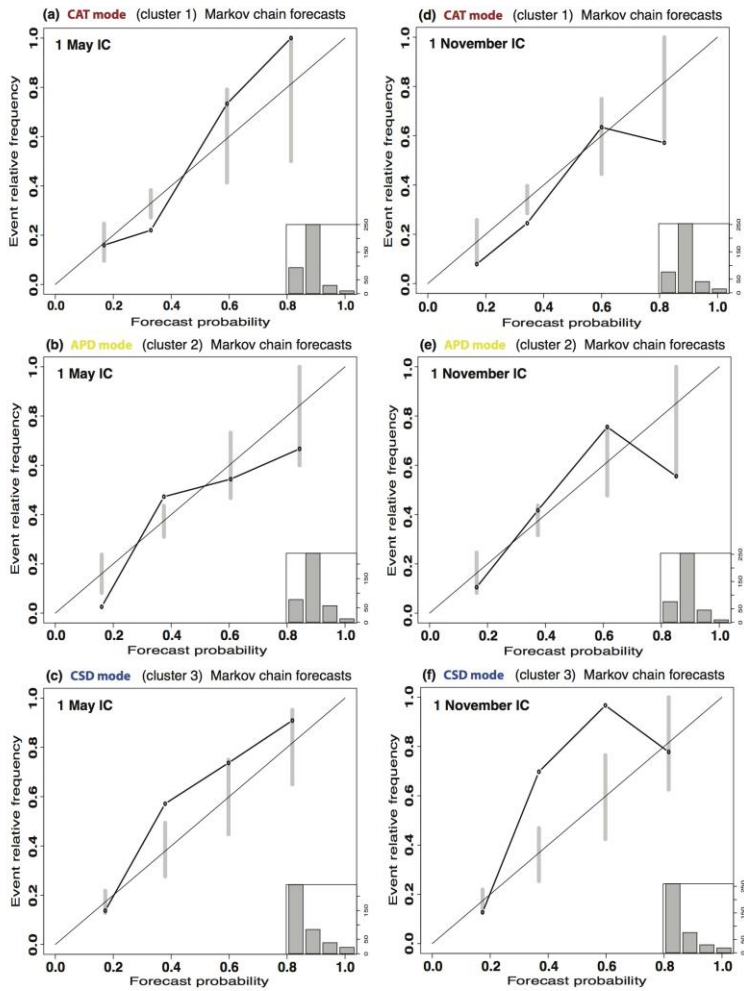 (a) CAT mode (cluster 1) Markov chain forecasts
1 May IC
Event relative frequency
0.0 0.2 0.4 0.6 0.8 1.0
0.0 0.2 0.4 0.6 0.8 1.0
Forecast probability
0 50 150 250
(d) CAT mode (cluster 1) Markov chain forecasts
1 November IC
Event relative frequency
0.0 0.2 0.4 0.6 0.8 1.0
0.0 0.2 0.4 0.6 0.8 1.0
Forecast probability
0 50 150 250
(b) APD mode (cluster 2) Markov chain forecasts
1 May IC
Event relative frequency
0.0 0.2 0.4 0.6 0.8 1.0
0.0 0.2 0.4 0.6 0.8 1.0
Forecast probability
0 50 150
(e) APD mode (cluster 2) Markov chain forecasts
1 November IC
Event relative frequency
0.0 0.2 0.4 0.6 0.8 1.0
0.0 0.2 0.4 0.6 0.8 1.0
Forecast probability
0 50 150 250
(c) CSD mode (cluster 3) Markov chain forecasts
1 May IC
Event relative frequency
0.0 0.2 0.4 0.6 0.8 1.0
0.0 0.2 0.4 0.6 0.8 1.0
Forecast probability
0 50 150
(f) CSD mode (cluster 3) Markov chain forecasts
1 November IC
Event relative frequency
0.0 0.2 0.4 0.6 0.8 1.0
0.0 0.2 0.4 0.6 0.8 1.0
Forecast probability
0 50 150 250